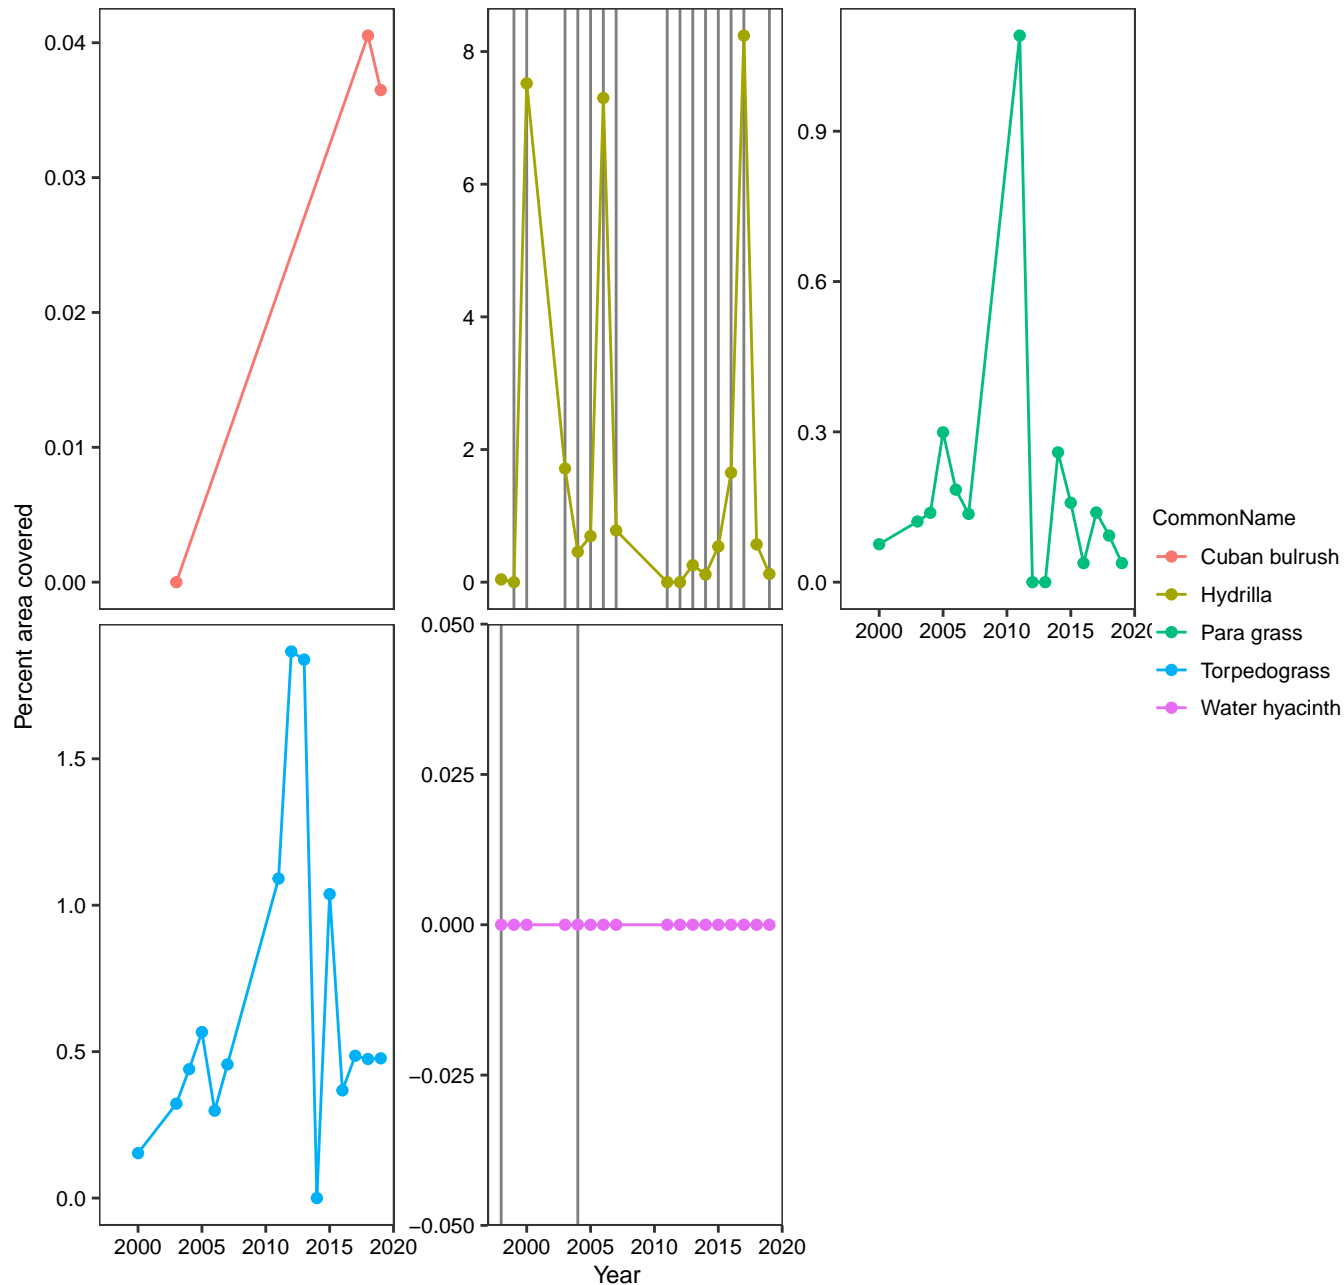 Percent area covered
0.04
0.03
0.02
0.01
0.00
8
6
4
2
0
0.9
0.6
0.3
0.0
2000 2005 2010 2015 2020
CommonName
Cuban bulrush
Hydrilla
Para grass
Torpedograss
Water hyacinth
1.5
1.0
0.5
0.0
2000 2005 2010 2015 2020
0.050
0.025
0.000
−0.025
−0.050
2000 2005 2010 2015 2020
Year